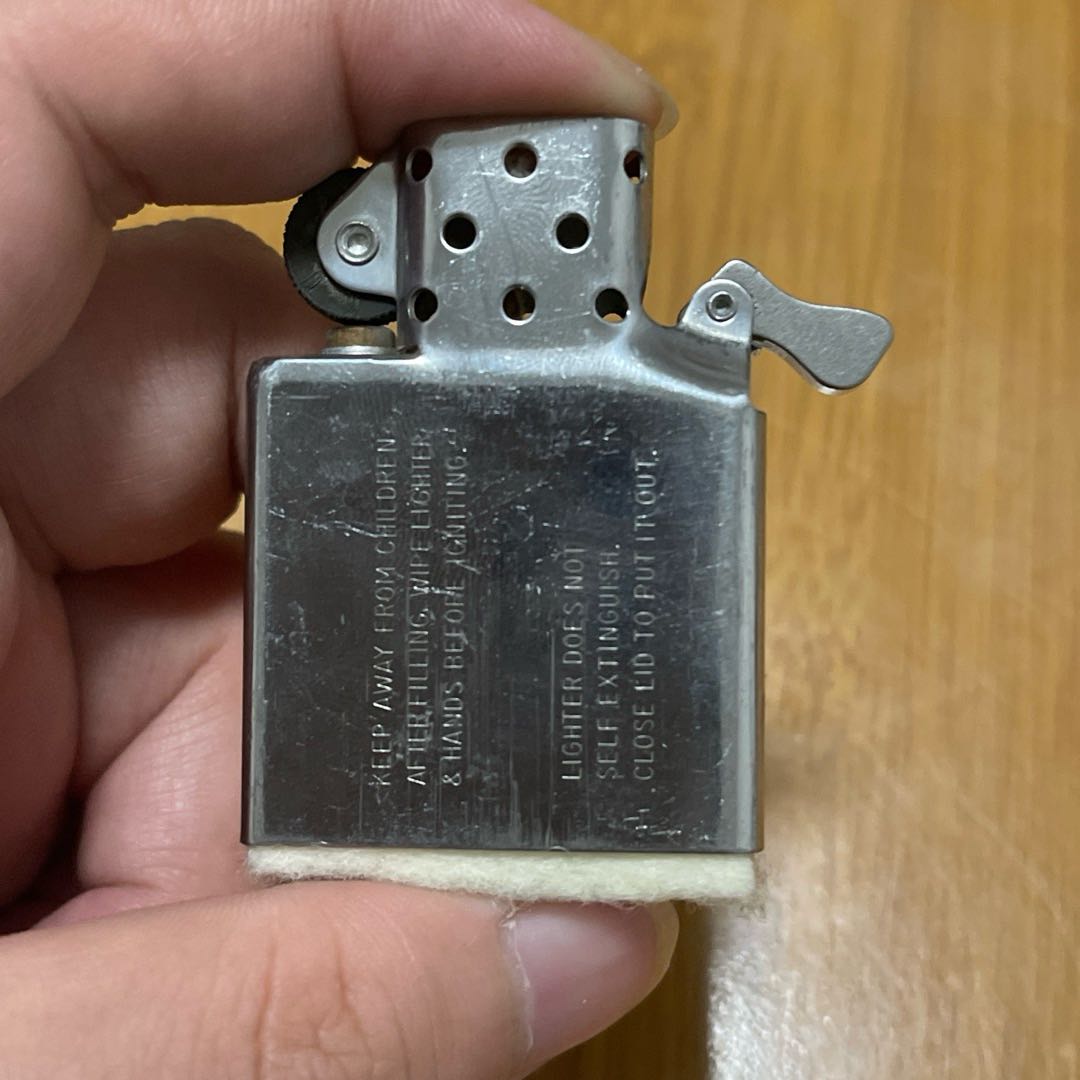 KEEP AWAY FROM CHILDREN.
AFTER FILLING, WIPE LIGHTER
& HANDS BEFORE IGNITING.
LIGHTER DOES NOT
SELF EXTINGUISH.
CLOSE LID TO PUT IT OUT.